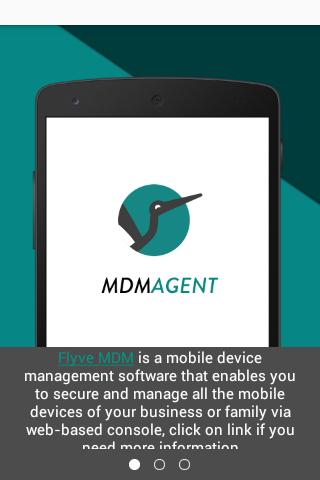 MDMAGENT
Flyve MDM is a mobile device
management software that enables you
to secure and manage all the mobile
devices of your business or family via
web-based console, click on link if you
need more information